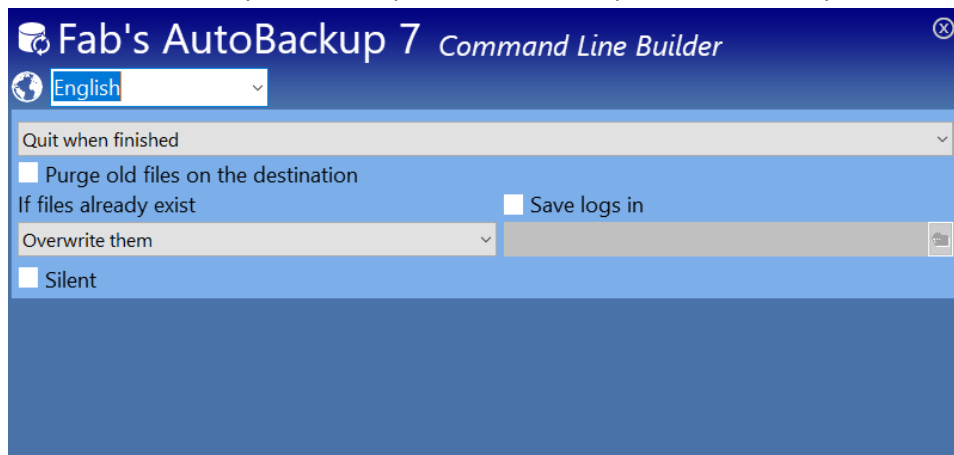 Fab's AutoBackup 7 Command Line Builder
English
Quit when finished
Purge old files on the destination
If files already exist
Save logs in
Overwrite them
Silent